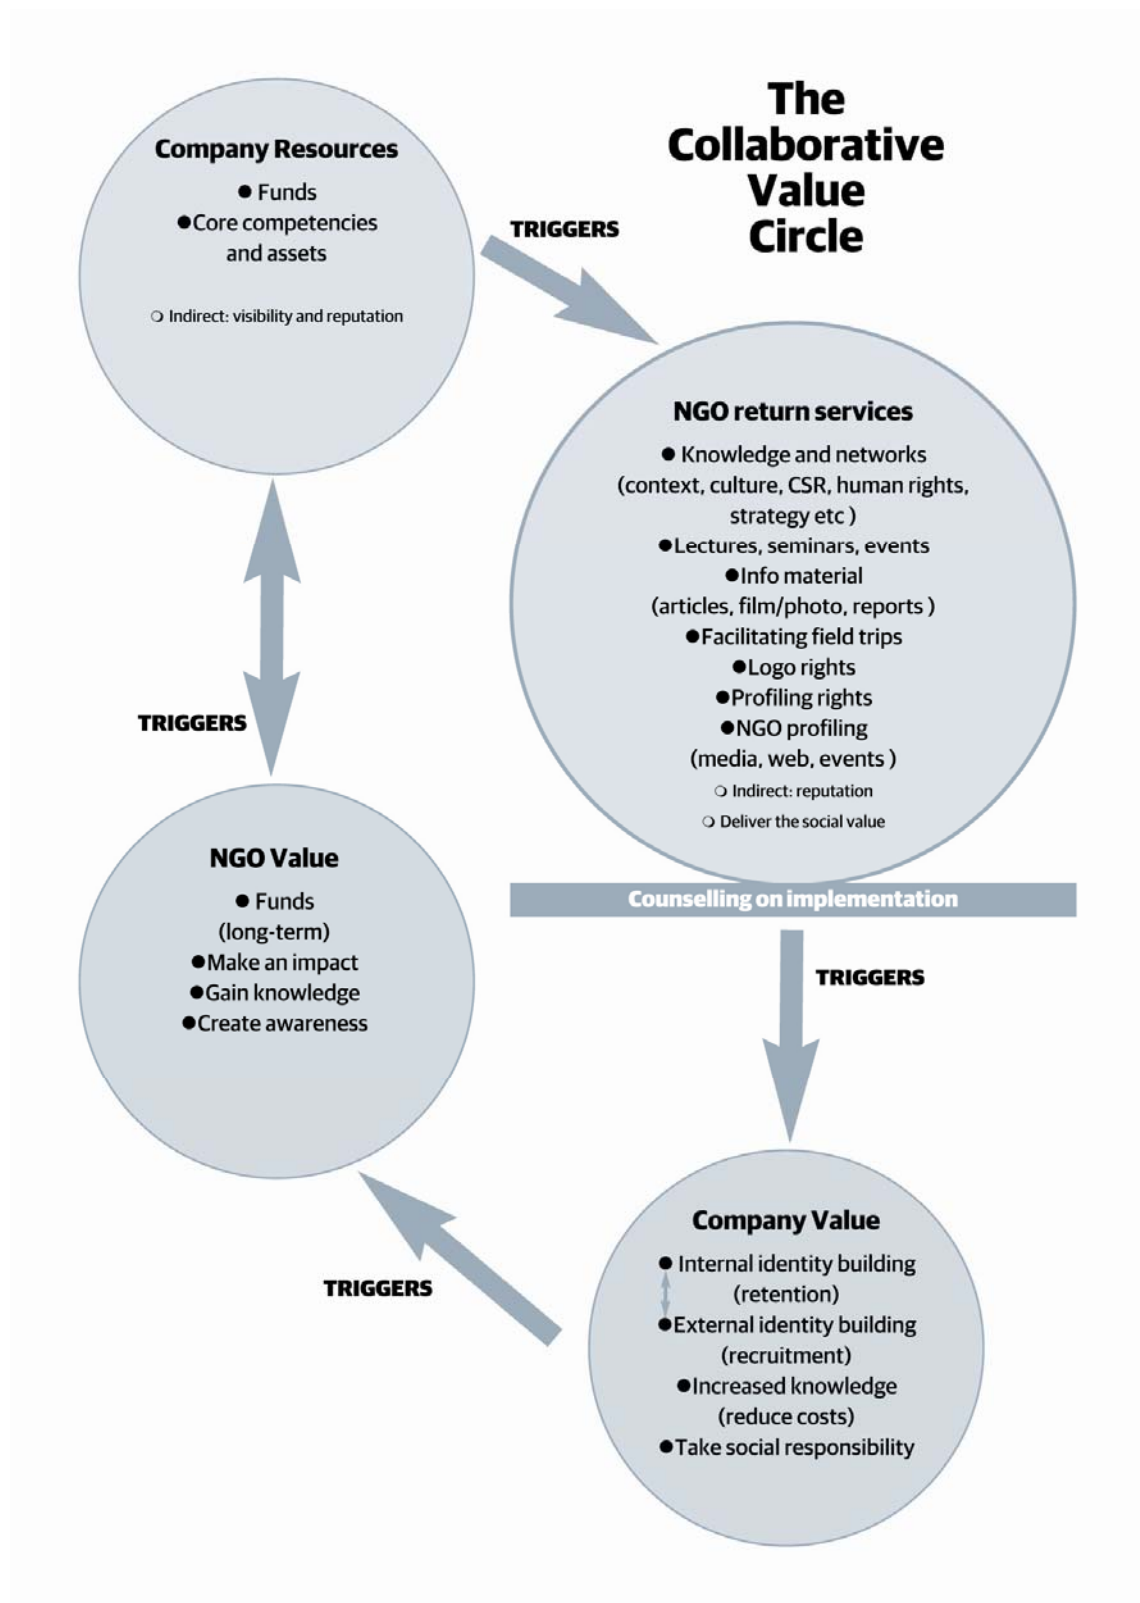 The
Collaborative
Value
Circle
Company Resources
● Funds
●Core competencies
and assets
❍ Indirect: visibility and reputation
TRIGGERS
NGO return services
● Knowledge and networks
(context, culture, CSR, human rights,
strategy etc )
●Lectures, seminars, events
●Info material
(articles, film/photo, reports )
●Facilitating field trips
●Logo rights
●Profiling rights
●NGO profiling
(media, web, events )
❍ Indirect: reputation
❍ Deliver the social value
Counselling on implementation
TRIGGERS
Company Value
● Internal identity building
(retention)
●External identity building
(recruitment)
●Increased knowledge
(reduce costs)
●Take social responsibility
TRIGGERS
NGO Value
● Funds
(long-term)
●Make an impact
●Gain knowledge
●Create awareness
TRIGGERS